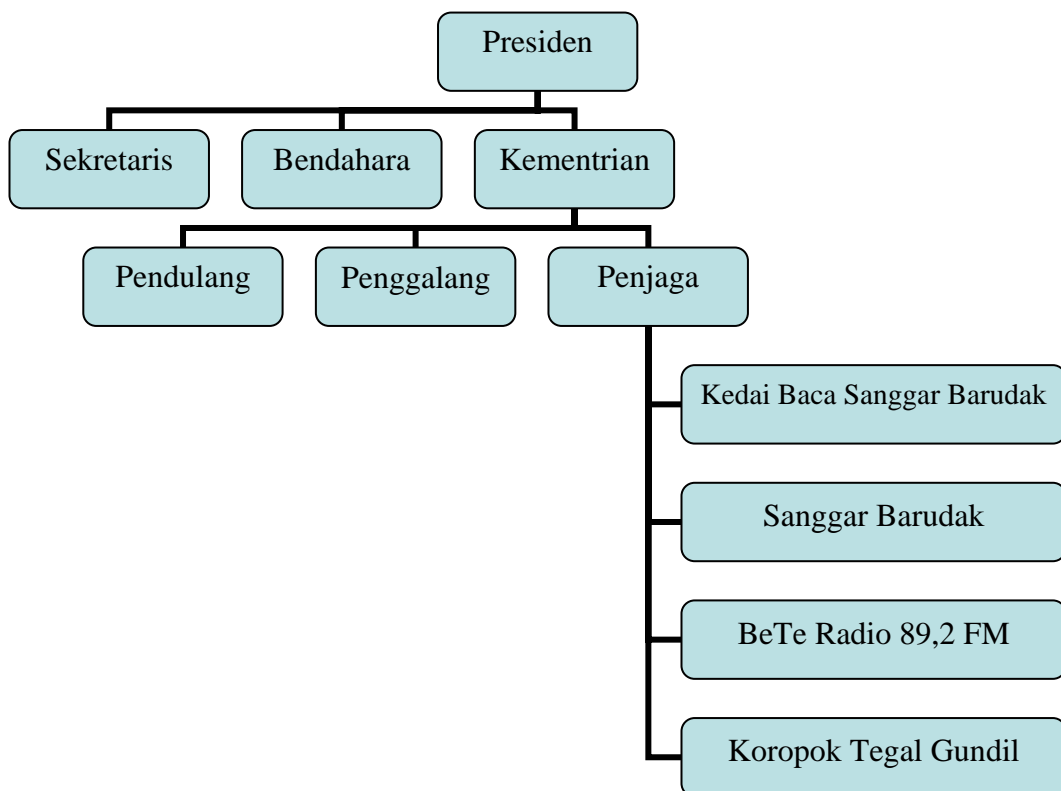 Presiden
Sekretaris
Bendahara
Kementrian
Pendulang
Penggalang
Penjaga
Kedai Baca Sanggar Barudak
Sanggar Barudak
BeTe Radio 89,2 FM
Koropok Tegal Gundil